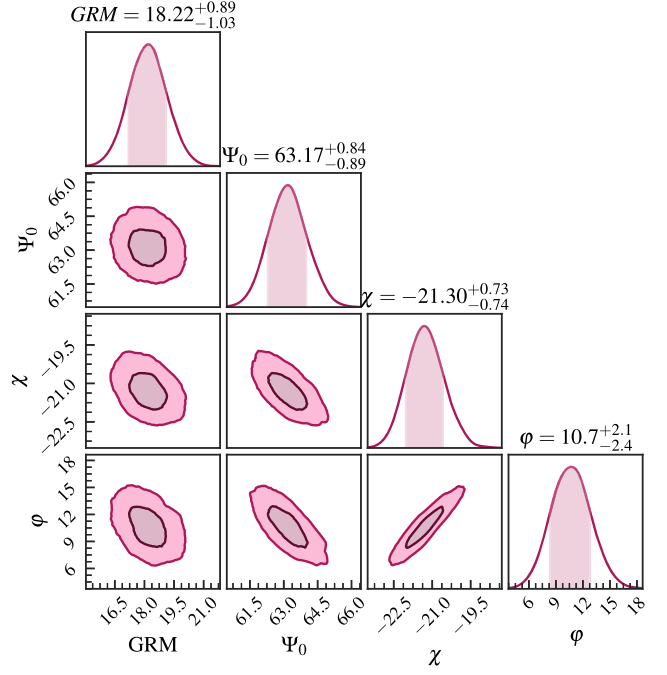 GRM = 18.22^{+0.89}_{-1.03}
Ψ_0 = 63.17^{+0.84}_{-0.89}
66.0
64.5
63.0
61.5
Ψ_0
χ = −21.30^{+0.73}_{-0.74}
−19.5
−21.0
−22.5
χ
φ = 10.7^{+2.1}_{-2.4}
18
15
12
9
6
φ
16.5 18.0 19.5 21.0
61.5 63.0 64.5 66.0
−22.5 −21.0 −19.5
6 9 12 15 18
GRM Ψ_0 χ φ